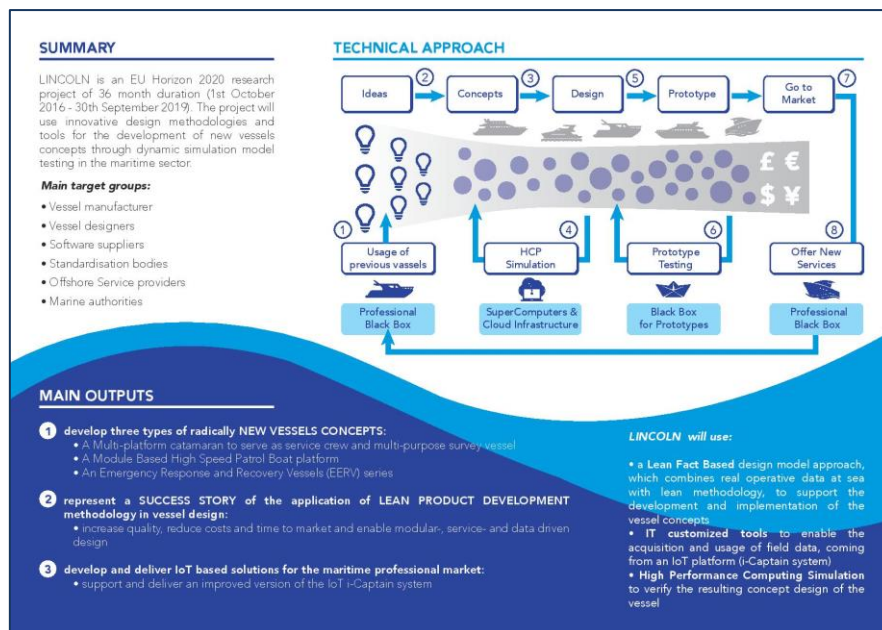 SUMMARY
LINCOLN is an EU Horizon 2020 research
project of 36 month duration (1st October
2016 - 30th September 2019). The project will
use innovative design methodologies and
tools for the development of new vessels
concepts through dynamic simulation model
testing in the maritime sector.
Main target groups:
• Vessel manufacturer
• Vessel designers
• Software suppliers
• Standardisation bodies
• Offshore Service providers
• Marine authorities
TECHNICAL APPROACH
Ideas
2
Concepts
3
Design
5
Prototype
Go to
Market
7
£ €
$ ¥
1
Usage of
previous vassels
HCP
Simulation
4
Prototype
Testing
6
Offer New
Services
8
Professional
Black Box
SuperComputers &
Cloud Infrastructure
Black Box
for Prototypes
Professional
Black Box
MAIN OUTPUTS
1 develop three types of radically NEW VESSELS CONCEPTS:
• A Multi-platform catamaran to serve as service crew and multi-purpose survey vessel
• A Module Based High Speed Patrol Boat platform
• An Emergency Response and Recovery Vessels (EERV) series
2 represent a SUCCESS STORY of the application of LEAN PRODUCT DEVELOPMENT
methodology in vessel design:
• increase quality, reduce costs and time to market and enable modular-, service- and data driven
design
3 develop and deliver IoT based solutions for the maritime professional market:
• support and deliver an improved version of the IoT i-Captain system
LINCOLN will use:
• a Lean Fact Based design model approach,
which combines real operative data at sea
with lean methodology, to support the
development and implementation of the
vessel concepts
• IT customized tools to enable the
acquisition and usage of field data, coming
from an IoT platform (i-Captain system)
• High Performance Computing Simulation
to verify the resulting concept design of the
vessel